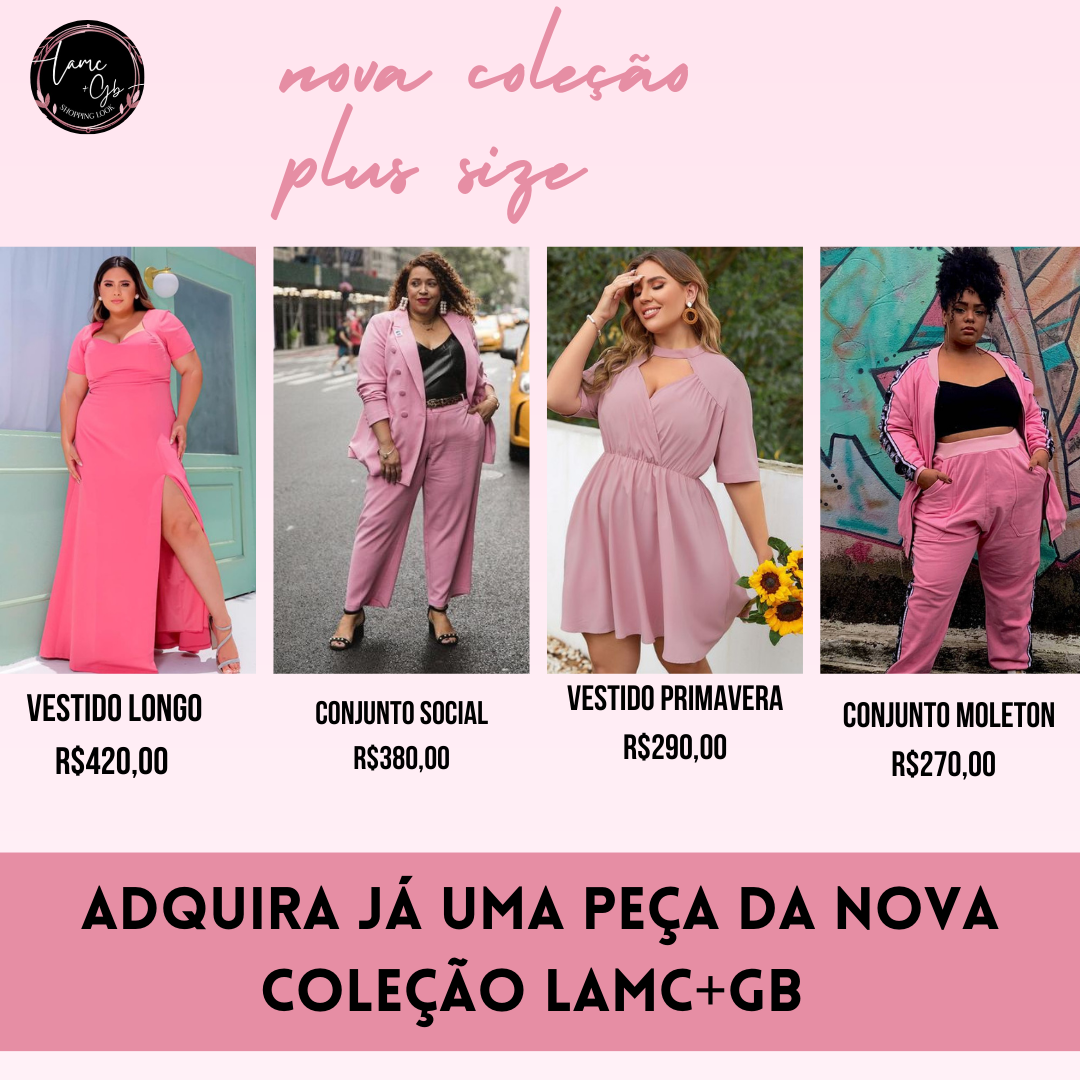 Lamc
+Gb
SHOPPING LOOK
nova coleção
plus size
VESTIDO LONGO
R$420,00
CONJUNTO SOCIAL
R$380,00
VESTIDO PRIMAVERA
R$290,00
CONJUNTO MOLETON
R$270,00
ADQUIRA JÁ UMA PEÇA DA NOVA
COLEÇÃO LAMC+GB